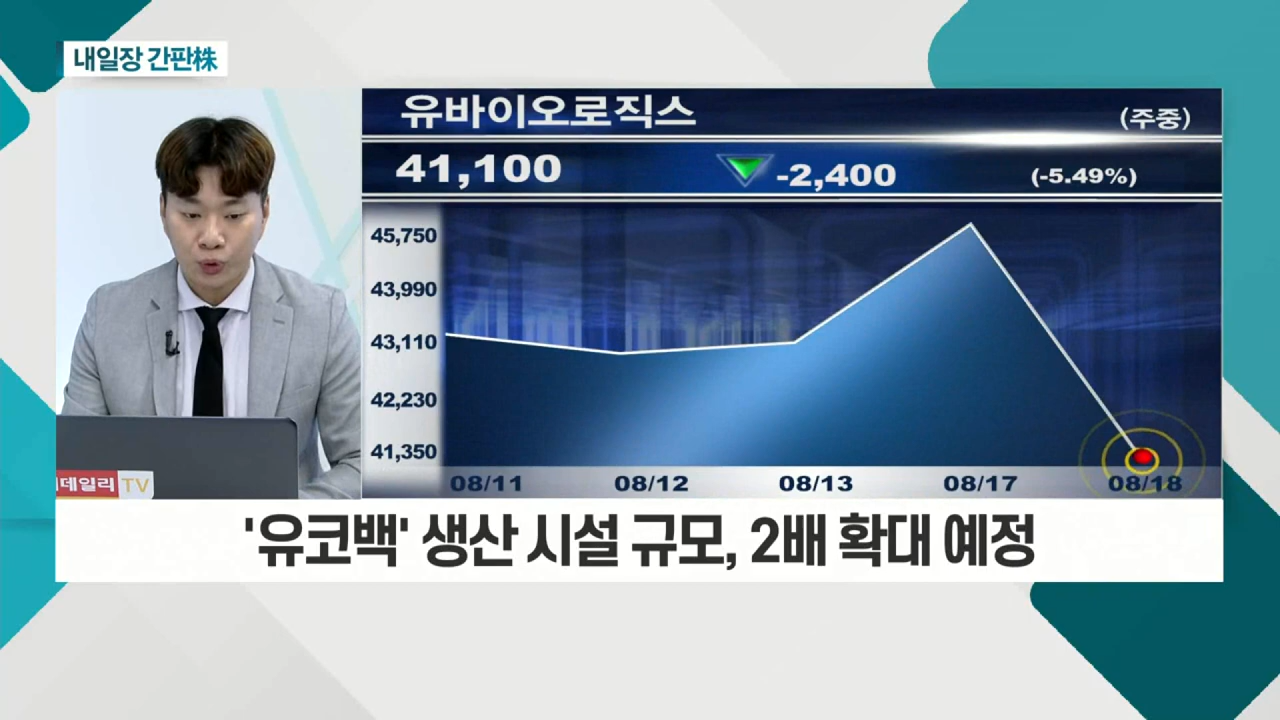 내일장 간판株
유바이오로직스
(주중)
41,100
-2,400
(-5.49%)
45,750
43,990
43,110
42,230
41,350
08/11
08/12
08/13
08/17
08/18
데일리 TV
'유코백' 생산 시설 규모, 2배 확대 예정